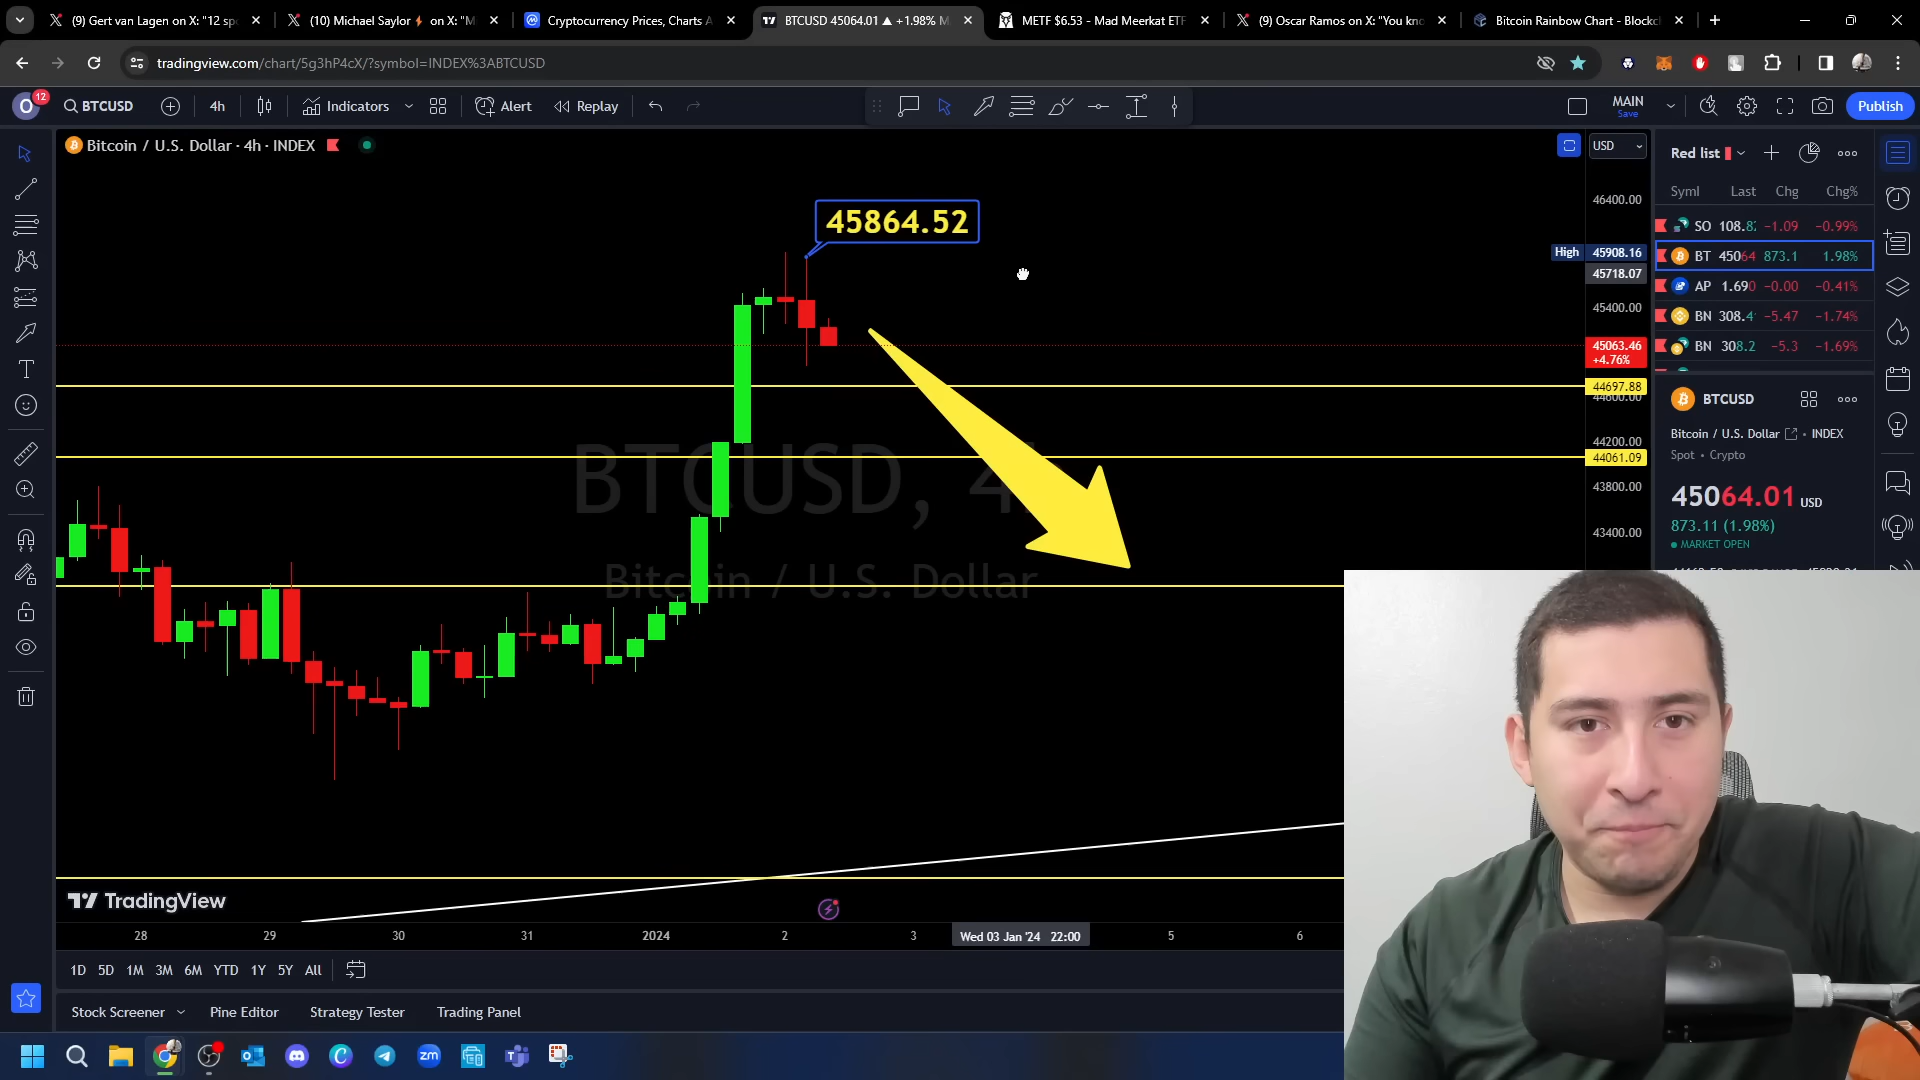 (9) Gert van Lagen on X: "12 sp
(10) Michael Saylor⚡ on X: "M
Cryptocurrency Prices, Charts A
BTCUSD 45064.01 ▲ +1.98% M
METF $6.53 - Mad Meerkat ETF
(9) Oscar Ramos on X: "You kno
Bitcoin Rainbow Chart - Blockc
tradingview.com/chart/5g3hP4cX/?symbol=INDEX%3ABTCUSD
O
12
BTCUSD
4h
Indicators
Alert
Replay
MAIN
Save
Publish
Bitcoin / U.S. Dollar · 4h · INDEX
USD
45864.52
46400.00
High 45908.16
45718.07
45400.00
45063.46
+4.76%
44697.88
44600.00
44200.00
44061.09
43800.00
43400.00
BTCUSD, 4
Bitcoin / U.S. Dollar
Red list
Syml Last Chg Chg%
SO 108.82 −1.09 −0.99%
BT 45064 873.1 1.98%
AP 1.690 −0.00 −0.41%
BN 308.4 −5.47 −1.74%
BN 308.2 −5.3 −1.69%
BTCUSD
Bitcoin / U.S. Dollar • INDEX
Spot • Crypto
45064.01 USD
873.11 (1.98%)
MARKET OPEN
TradingView
28 29 30 31 2024 2 3 Wed 03 Jan '24 22:00 5 6
1D 5D 1M 3M 6M YTD 1Y 5Y All
Stock Screener
Pine Editor
Strategy Tester
Trading Panel
zm